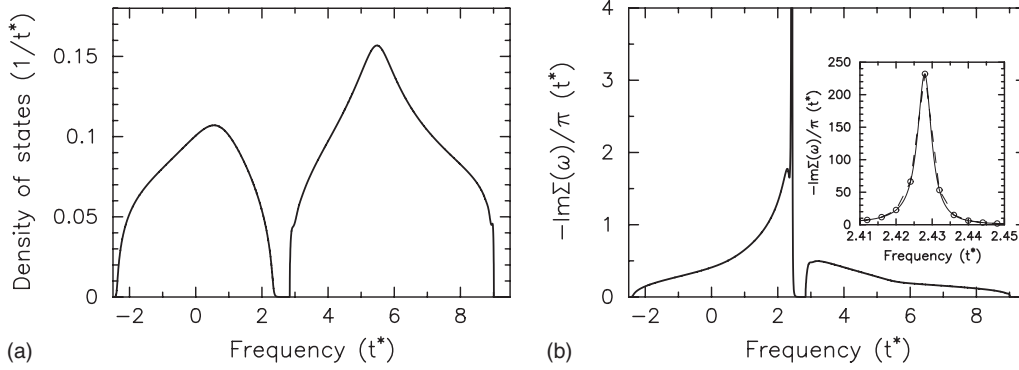 Density of states (1/t*)
0.15
0.1
0.05
0
−2 0 2 4 6 8
Frequency (t*)
(a)
−ImΣ(ω)/π (t*)
4
3
2
1
0
−2 0 2 4 6 8
Frequency (t*)
(b)
−ImΣ(ω)/π (t*)
250
200
150
100
50
0
2.41 2.42 2.43 2.44 2.45
Frequency (t*)